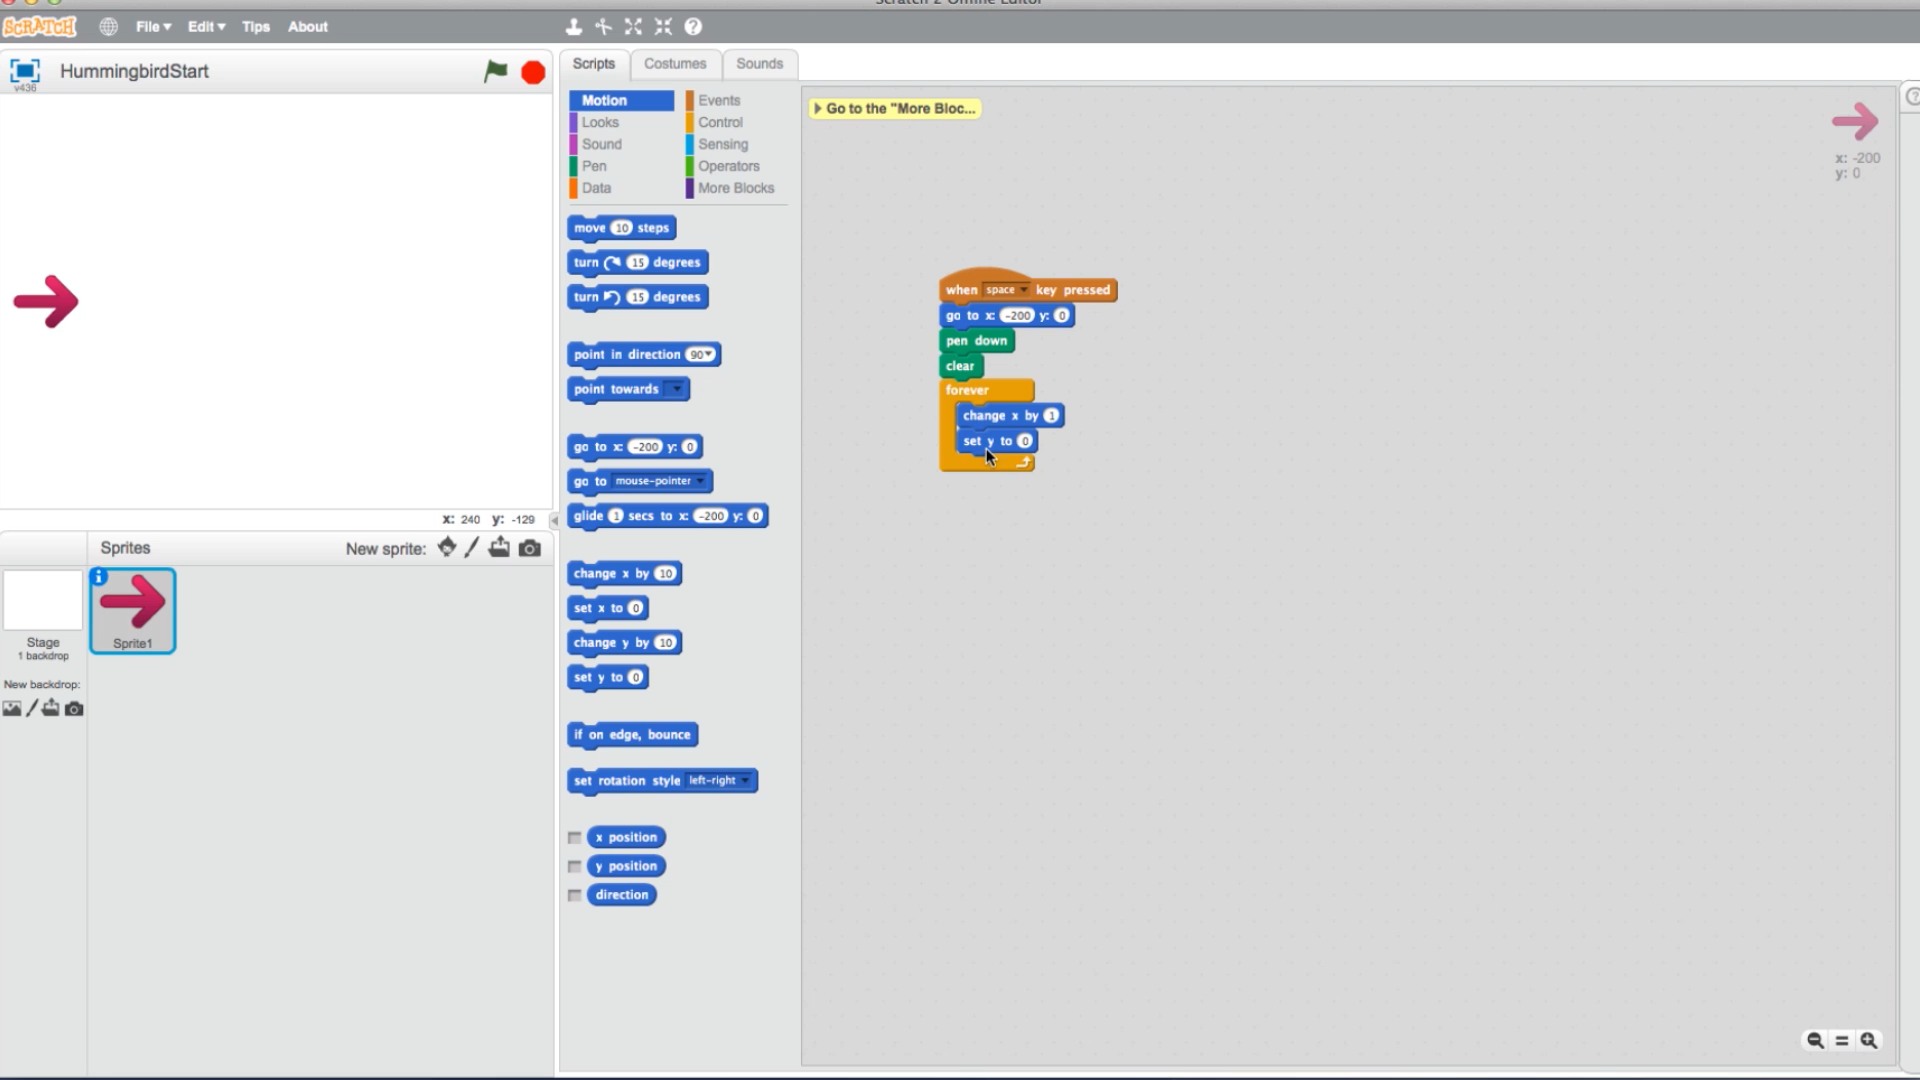 Scratch 2 Offline Editor
SCRATCH
File
Edit
Tips
About
v436
HummingbirdStart
x: 240 y: -129
Sprites
New sprite:
Stage
1 backdrop
New backdrop:
Sprite1
Scripts
Costumes
Sounds
Motion
Looks
Sound
Pen
Data
Events
Control
Sensing
Operators
More Blocks
move 10 steps
turn 15 degrees
turn 15 degrees
point in direction 90
point towards
go to x: -200 y: 0
go to mouse-pointer
glide 1 secs to x: -200 y: 0
change x by 10
set x to 0
change y by 10
set y to 0
if on edge, bounce
set rotation style left-right
x position
y position
direction
Go to the "More Bloc...
x: -200
y: 0
when space key pressed
go to x: -200 y: 0
pen down
clear
forever
change x by 1
set y to 0